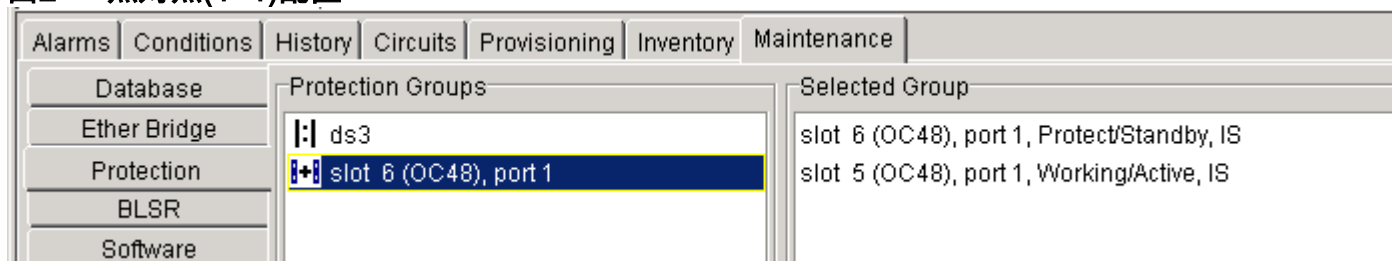 Alarms Conditions History Circuits Provisioning Inventory Maintenance
Database
Ether Bridge
Protection
BLSR
Software
Protection Groups
ds3
slot 6 (OC48), port 1
Selected Group
slot 6 (OC48), port 1, Protect/Standby, IS
slot 5 (OC48), port 1, Working/Active, IS